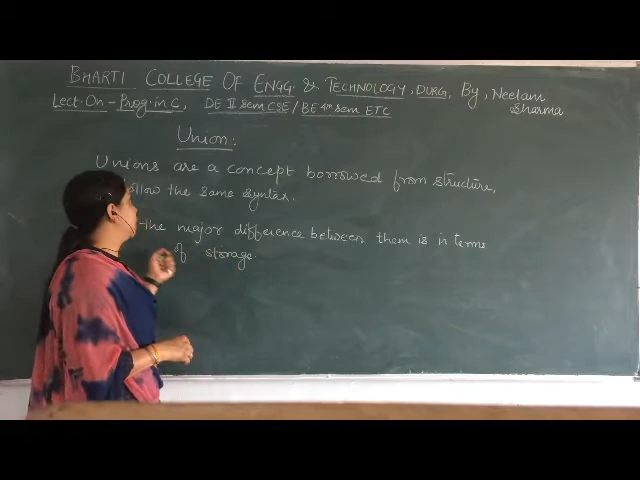 BHARTI COLLEGE OF ENGG. & TECHNOLOGY, DURG. By, Neelam Sharma
Lect. On - Prog. in C, DE II sem CSE / BE 4th sem ETC
Union:
Unions are a concept borrowed from structure,
follow the same syntax.
the major difference between them is in terms
of storage.